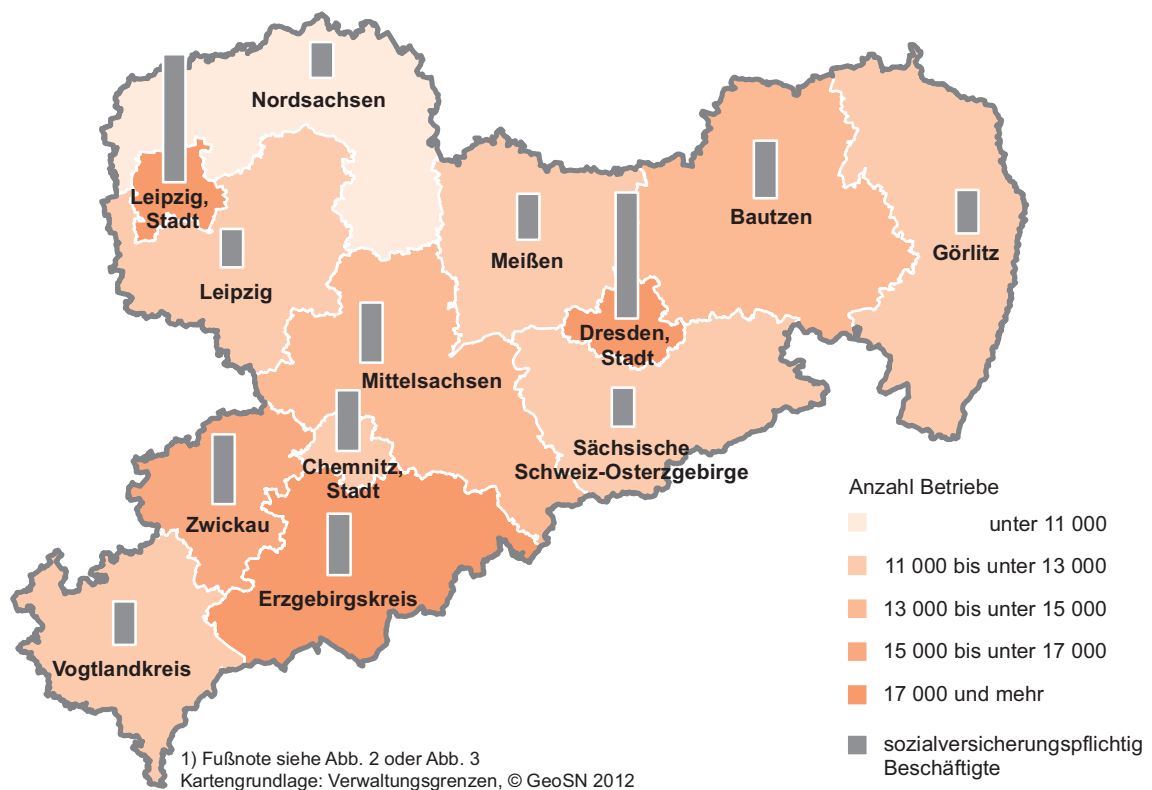 Nordsachsen
Leipzig,
Stadt
Leipzig
Meißen
Dresden,
Stadt
Bautzen
Görlitz
Mittelsachsen
Sächsische
Schweiz-Osterzgebirge
Chemnitz,
Stadt
Zwickau
Erzgebirgskreis
Vogtlandkreis
Anzahl Betriebe
unter 11 000
11 000 bis unter 13 000
13 000 bis unter 15 000
15 000 bis unter 17 000
17 000 und mehr
sozialversicherungspflichtig
Beschäftigte
1) Fußnote siehe Abb. 2 oder Abb. 3
Kartengrundlage: Verwaltungsgrenzen, © GeoSN 2012